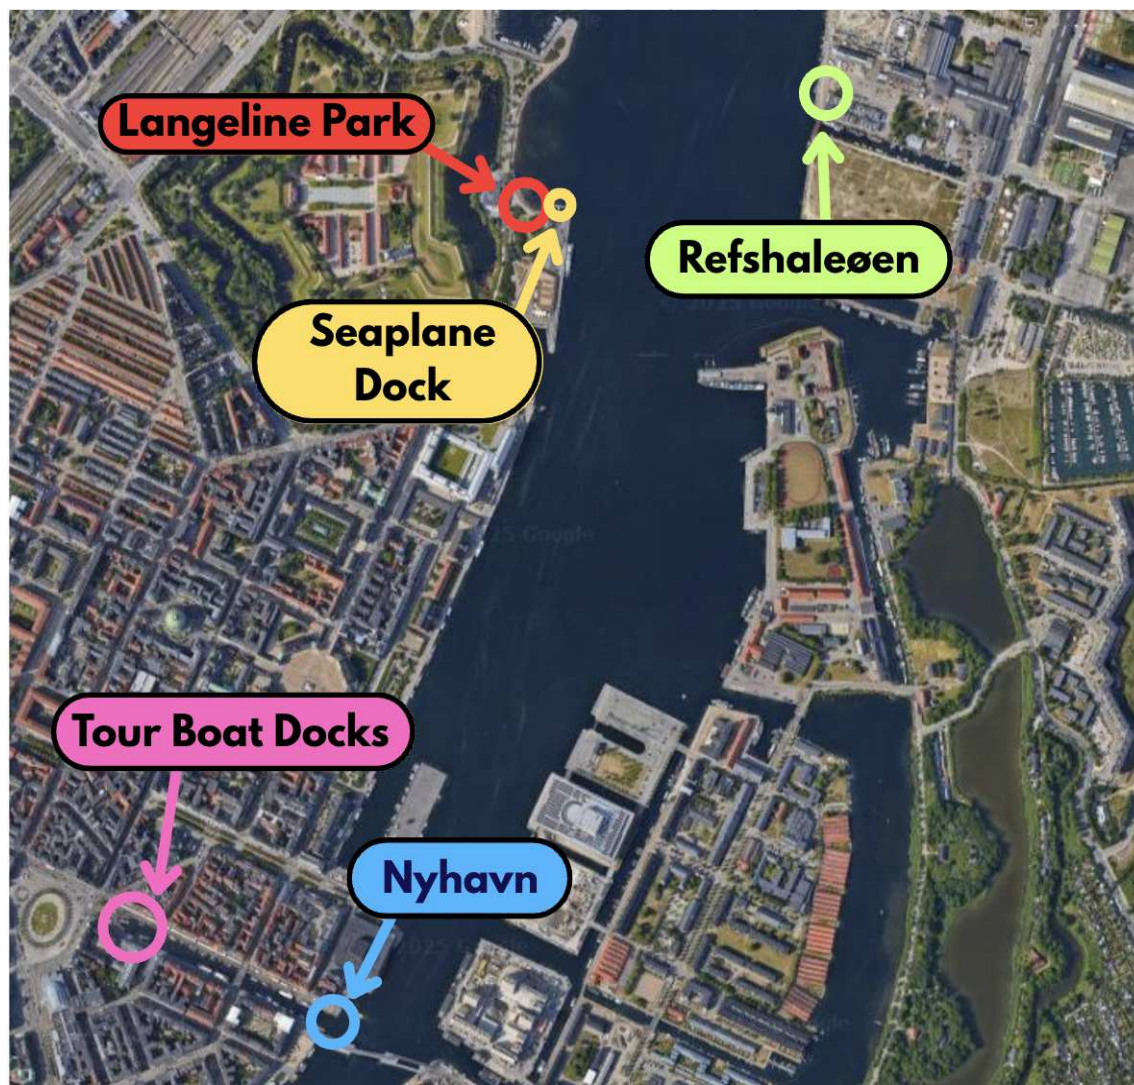 Langeline Park
Refshaleøen
Seaplane
Dock
Tour Boat Docks
Nyhavn